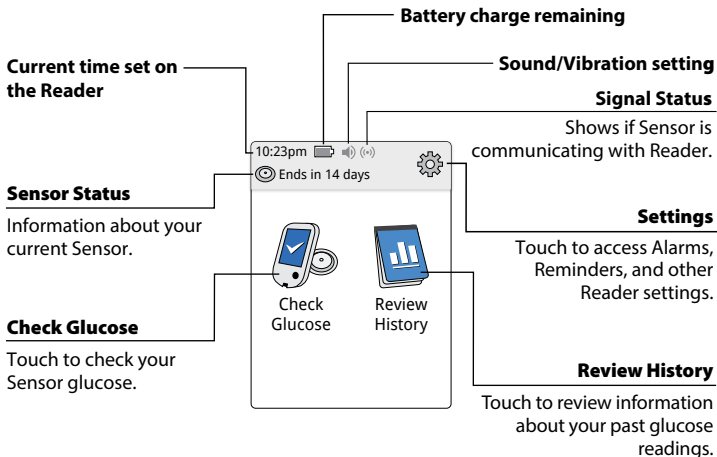 Battery charge remaining
Current time set on
the Reader
Sound/Vibration setting
Signal Status
Shows if Sensor is
communicating with Reader.
10:23pm
Ends in 14 days
Sensor Status
Information about your
current Sensor.
Settings
Touch to access Alarms,
Reminders, and other
Reader settings.
Check
Glucose
Review
History
Check Glucose
Touch to check your
Sensor glucose.
Review History
Touch to review information
about your past glucose
readings.